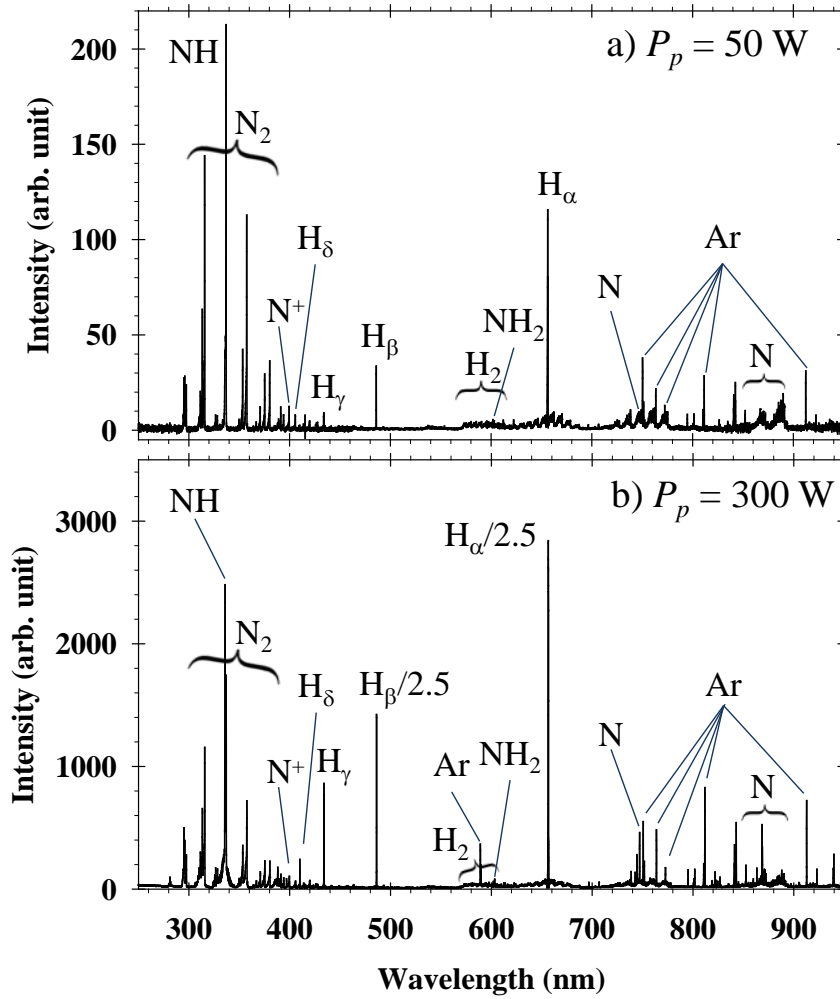 a) Pp = 50 W
Intensity (arb. unit)
200
150
100
50
0
NH
N2
N+
Hδ
Hγ
Hβ
H2
NH2
Hα
N
Ar
N
b) Pp = 300 W
Intensity (arb. unit)
3000
2000
1000
0
NH
N2
N+
Hδ
Hγ
Hβ/2.5
Ar
H2
NH2
Hα/2.5
N
Ar
N
300 400 500 600 700 800 900
Wavelength (nm)